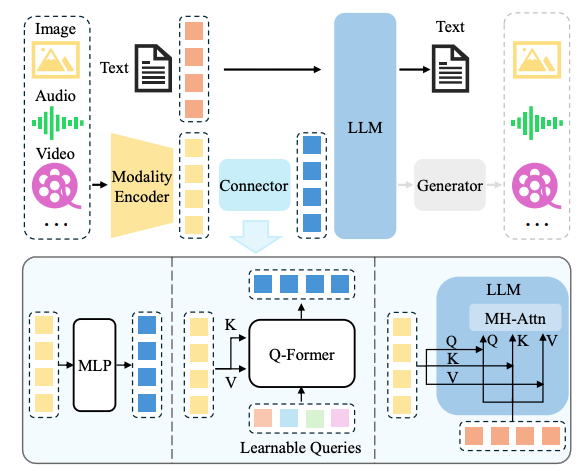 Image
Text
Text
Audio
LLM
Video
Modality
Encoder
Connector
Generator
...
...
LLM
MH-Attn
K
Q
Q
K
V
MLP
Q-Former
K
V
V
Learnable Queries